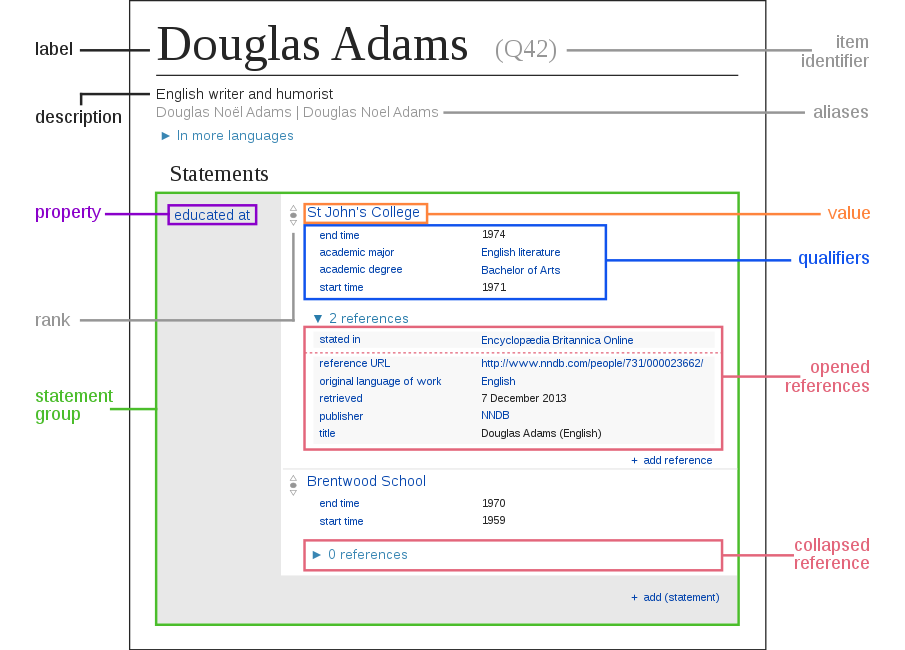 label
Douglas Adams (Q42)
item
identifier
description
English writer and humorist
Douglas Noël Adams | Douglas Noel Adams
aliases
► In more languages
Statements
property
educated at
St John's College
value
end time 1974
academic major English literature
academic degree Bachelor of Arts
start time 1971
qualifiers
rank
▼ 2 references
stated in Encyclopædia Britannica Online
reference URL http://www.nndb.com/people/731/000023662/
original language of work English
retrieved 7 December 2013
publisher NNDB
title Douglas Adams (English)
opened
references
statement
group
+ add reference
Brentwood School
end time 1970
start time 1959
► 0 references
collapsed
reference
+ add (statement)